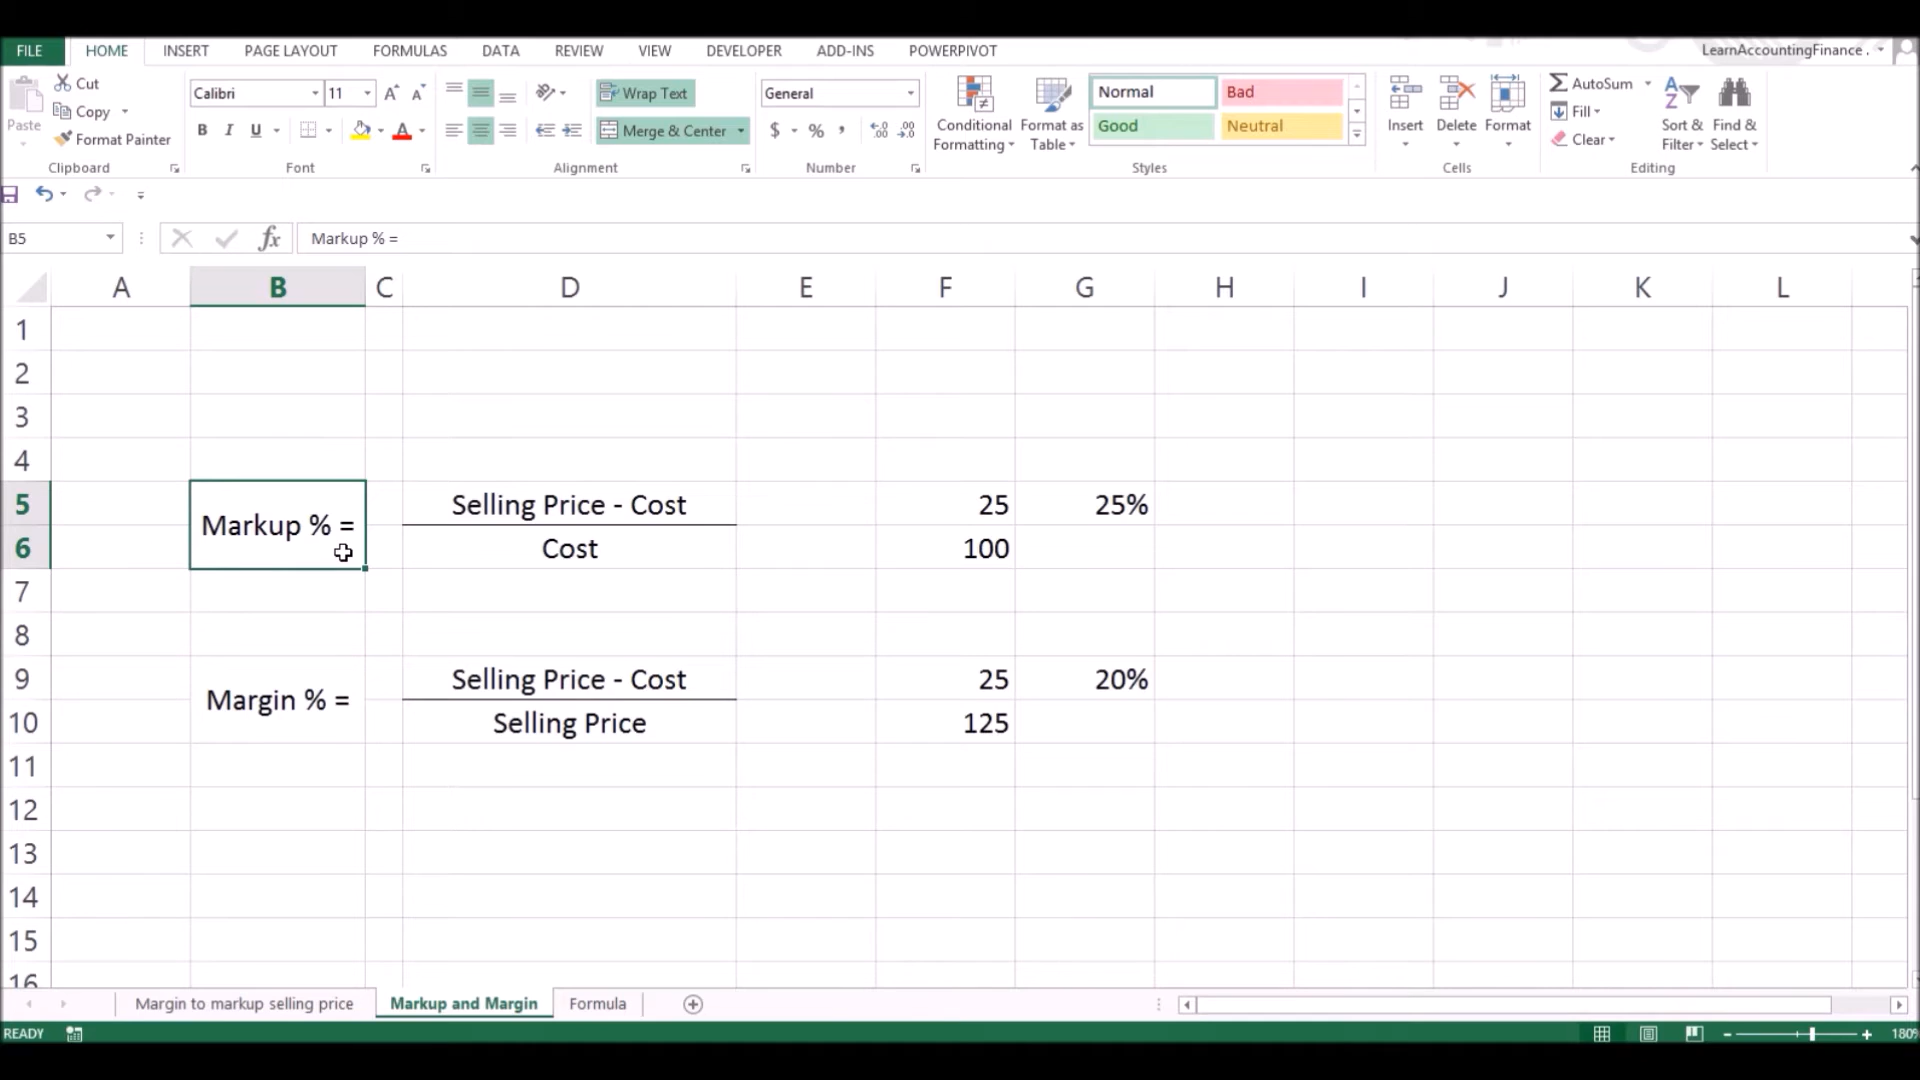 FILE HOME INSERT PAGE LAYOUT FORMULAS DATA REVIEW VIEW DEVELOPER ADD-INS POWERPIVOT LearnAccountingFinance .
Cut
Copy
Format Painter
Paste
Clipboard
Calibri 11
B I U
Font
Wrap Text
Merge & Center
Alignment
General
$ % ,
Number
Conditional Formatting
Format as Table
Normal Bad
Good Neutral
Styles
Insert Delete Format
Cells
AutoSum
Fill
Clear
Sort & Filter
Find & Select
Editing
B5 fx Markup % =
A B C D E F G H I J K L
1
2
3
4
5 Markup % = Selling Price - Cost 25 25%
6 Cost 100
7
8
9 Margin % = Selling Price - Cost 25 20%
10 Selling Price 125
11
12
13
14
15
16
Margin to markup selling price Markup and Margin Formula
READY 180%